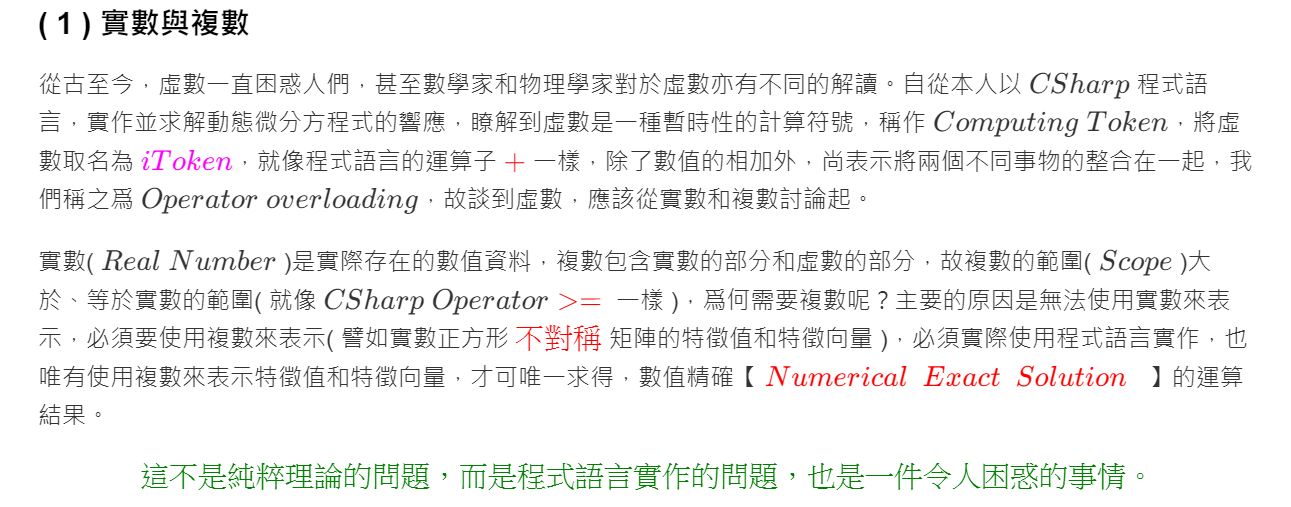 ( 1 ) 實數與複數
從古至今，虛數一直困惑人們，甚至數學家和物理學家對於虛數亦有不同的解讀。自從本人以 CSharp 程式語
言，實作並求解動態微分方程式的響應，瞭解到虛數是一種暫時性的計算符號，稱作 Computing Token，將虛
數取名為 iToken，就像程式語言的運算子 + 一樣，除了數值的相加外，尚表示將兩個不同事物的整合在一起，我
們稱之爲 Operator overloading，故談到虛數，應該從實數和複數討論起。
實數( Real Number )是實際存在的數值資料，複數包含實數的部分和虛數的部分，故複數的範圍( Scope )大
於、等於實數的範圍( 就像 CSharp Operator >= 一樣 )，爲何需要複數呢？主要的原因是無法使用實數來表
示，必須要使用複數來表示( 譬如實數正方形 不對稱 矩陣的特徵值和特徵向量 )，必須實際使用程式語言實作，也
唯有使用複數來表示特徵值和特徵向量，才可唯一求得，數值精確【 Numerical Exact Solution 】的運算
結果。
這不是純粹理論的問題，而是程式語言實作的問題，也是一件令人困惑的事情。